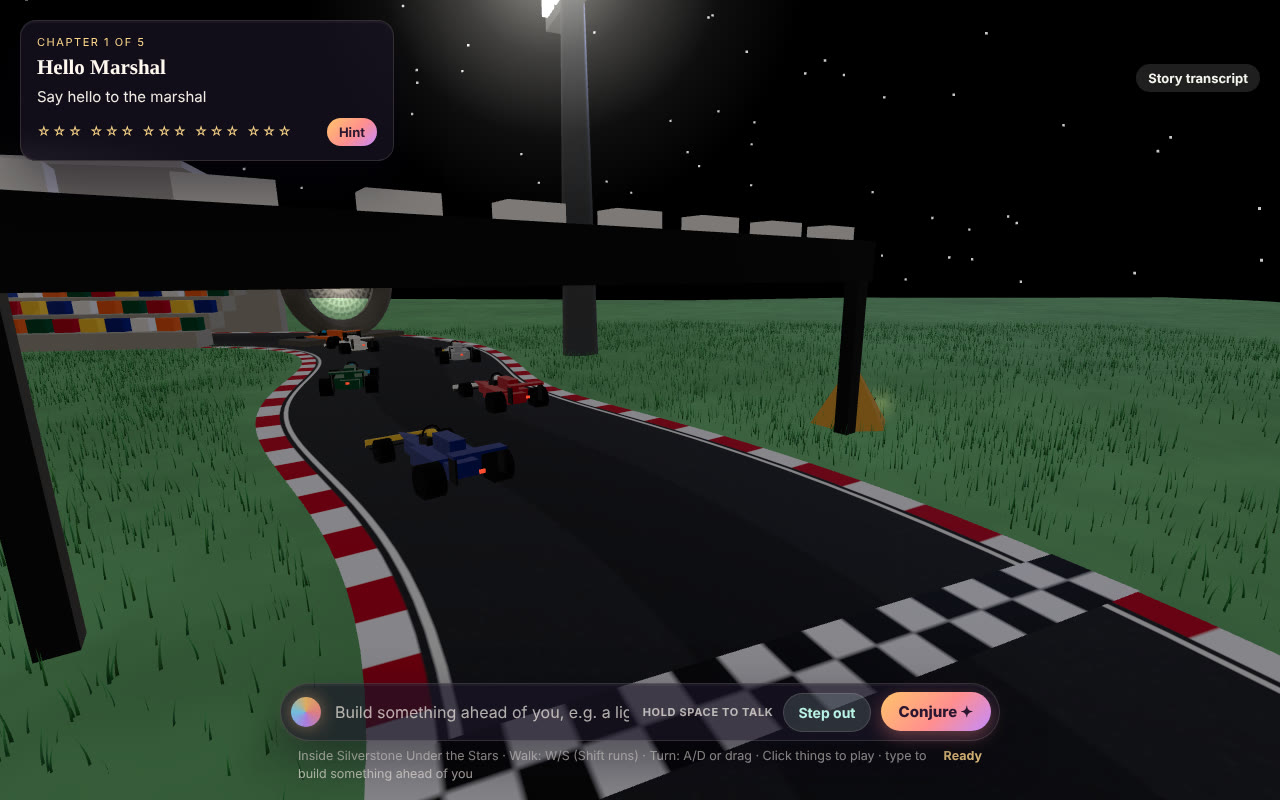 CHAPTER 1 OF 5
Hello Marshal
Say hello to the marshal
Hint
Story transcript
Build something ahead of you, e.g. a lig
HOLD SPACE TO TALK
Step out
Conjure
Inside Silverstone Under the Stars · Walk: W/S (Shift runs) · Turn: A/D or drag · Click things to play · type to
build something ahead of you
Ready